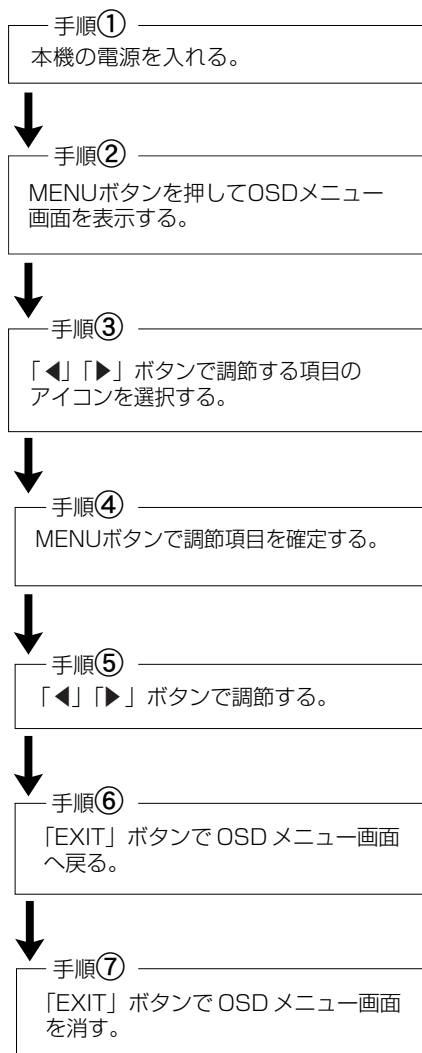 手順①
本機の電源を入れる。
手順②
MENUボタンを押してOSDメニュー
画面を表示する。
手順③
「◀」「▶」ボタンで調節する項目の
アイコンを選択する。
手順④
MENUボタンで調節項目を確定する。
手順⑤
「◀」「▶」ボタンで調節する。
手順⑥
「EXIT」ボタンで OSD メニュー画面
へ戻る。
手順⑦
「EXIT」ボタンで OSD メニュー画面
を消す。